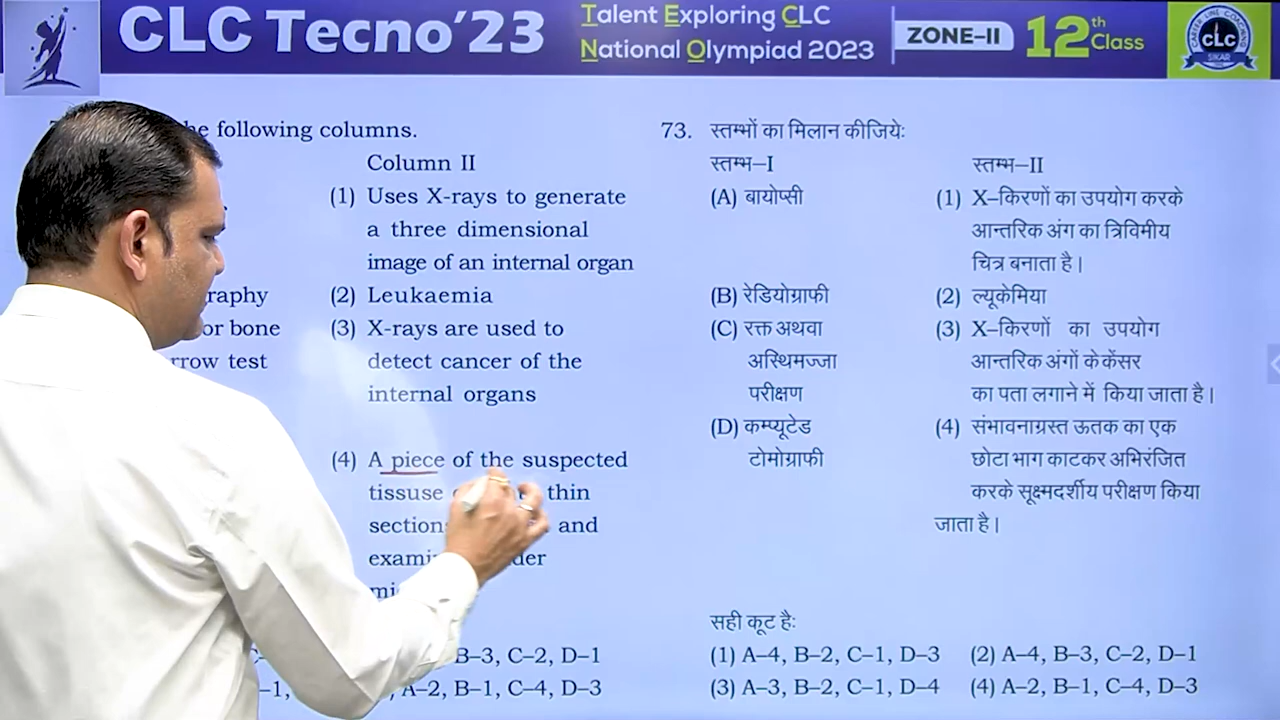 CLC Tecno'23
Talent Exploring CLC
National Olympiad 2023
ZONE-II
12th Class
CAREER LINE COACHING
CLC
SIKAR
the following columns.
Column II
(1) Uses X-rays to generate
a three dimensional
image of an internal organ
(2) Leukaemia
or bone
(3) X-rays are used to
test
detect cancer of the
internal organs
(4) A piece of the suspected
tissuse thin
and
B–3, C–2, D–1
A–2, B–1, C–4, D–3
73. स्तम्भों का मिलान कीजियेः
स्तम्भ–I स्तम्भ–II
(A) बायोप्सी (1) X–किरणों का उपयोग करके
आन्तरिक अंग का त्रिविमीय
चित्र बनाता है।
(B) रेडियोग्राफी (2) ल्यूकेमिया
(C) रक्त अथवा (3) X–किरणों का उपयोग
अस्थिमज्जा आन्तरिक अंगों के केंसर
परीक्षण का पता लगाने में किया जाता है।
(D) कम्प्यूटेड (4) संभावनाग्रस्त ऊतक का एक
टोमोग्राफी छोटा भाग काटकर अभिरंजित
करके सूक्ष्मदर्शीय परीक्षण किया
जाता है।
सही कूट हैः
(1) A–4, B–2, C–1, D–3 (2) A–4, B–3, C–2, D–1
(3) A–3, B–2, C–1, D–4 (4) A–2, B–1, C–4, D–3